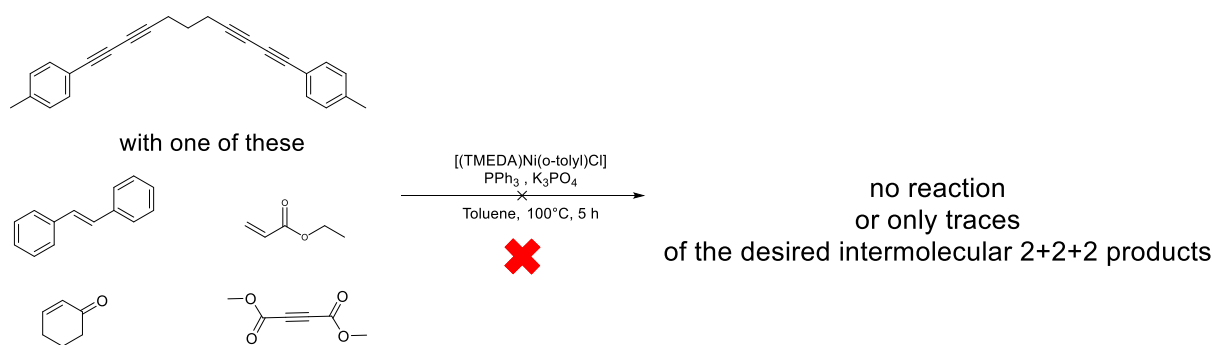 with one of these
[(TMEDA)Ni(o-tolyl)Cl]
PPh₃ , K₃PO₄
Toluene, 100°C, 5 h
no reaction
or only traces
of the desired intermolecular 2+2+2 products
O
O
O
O
O
O
O